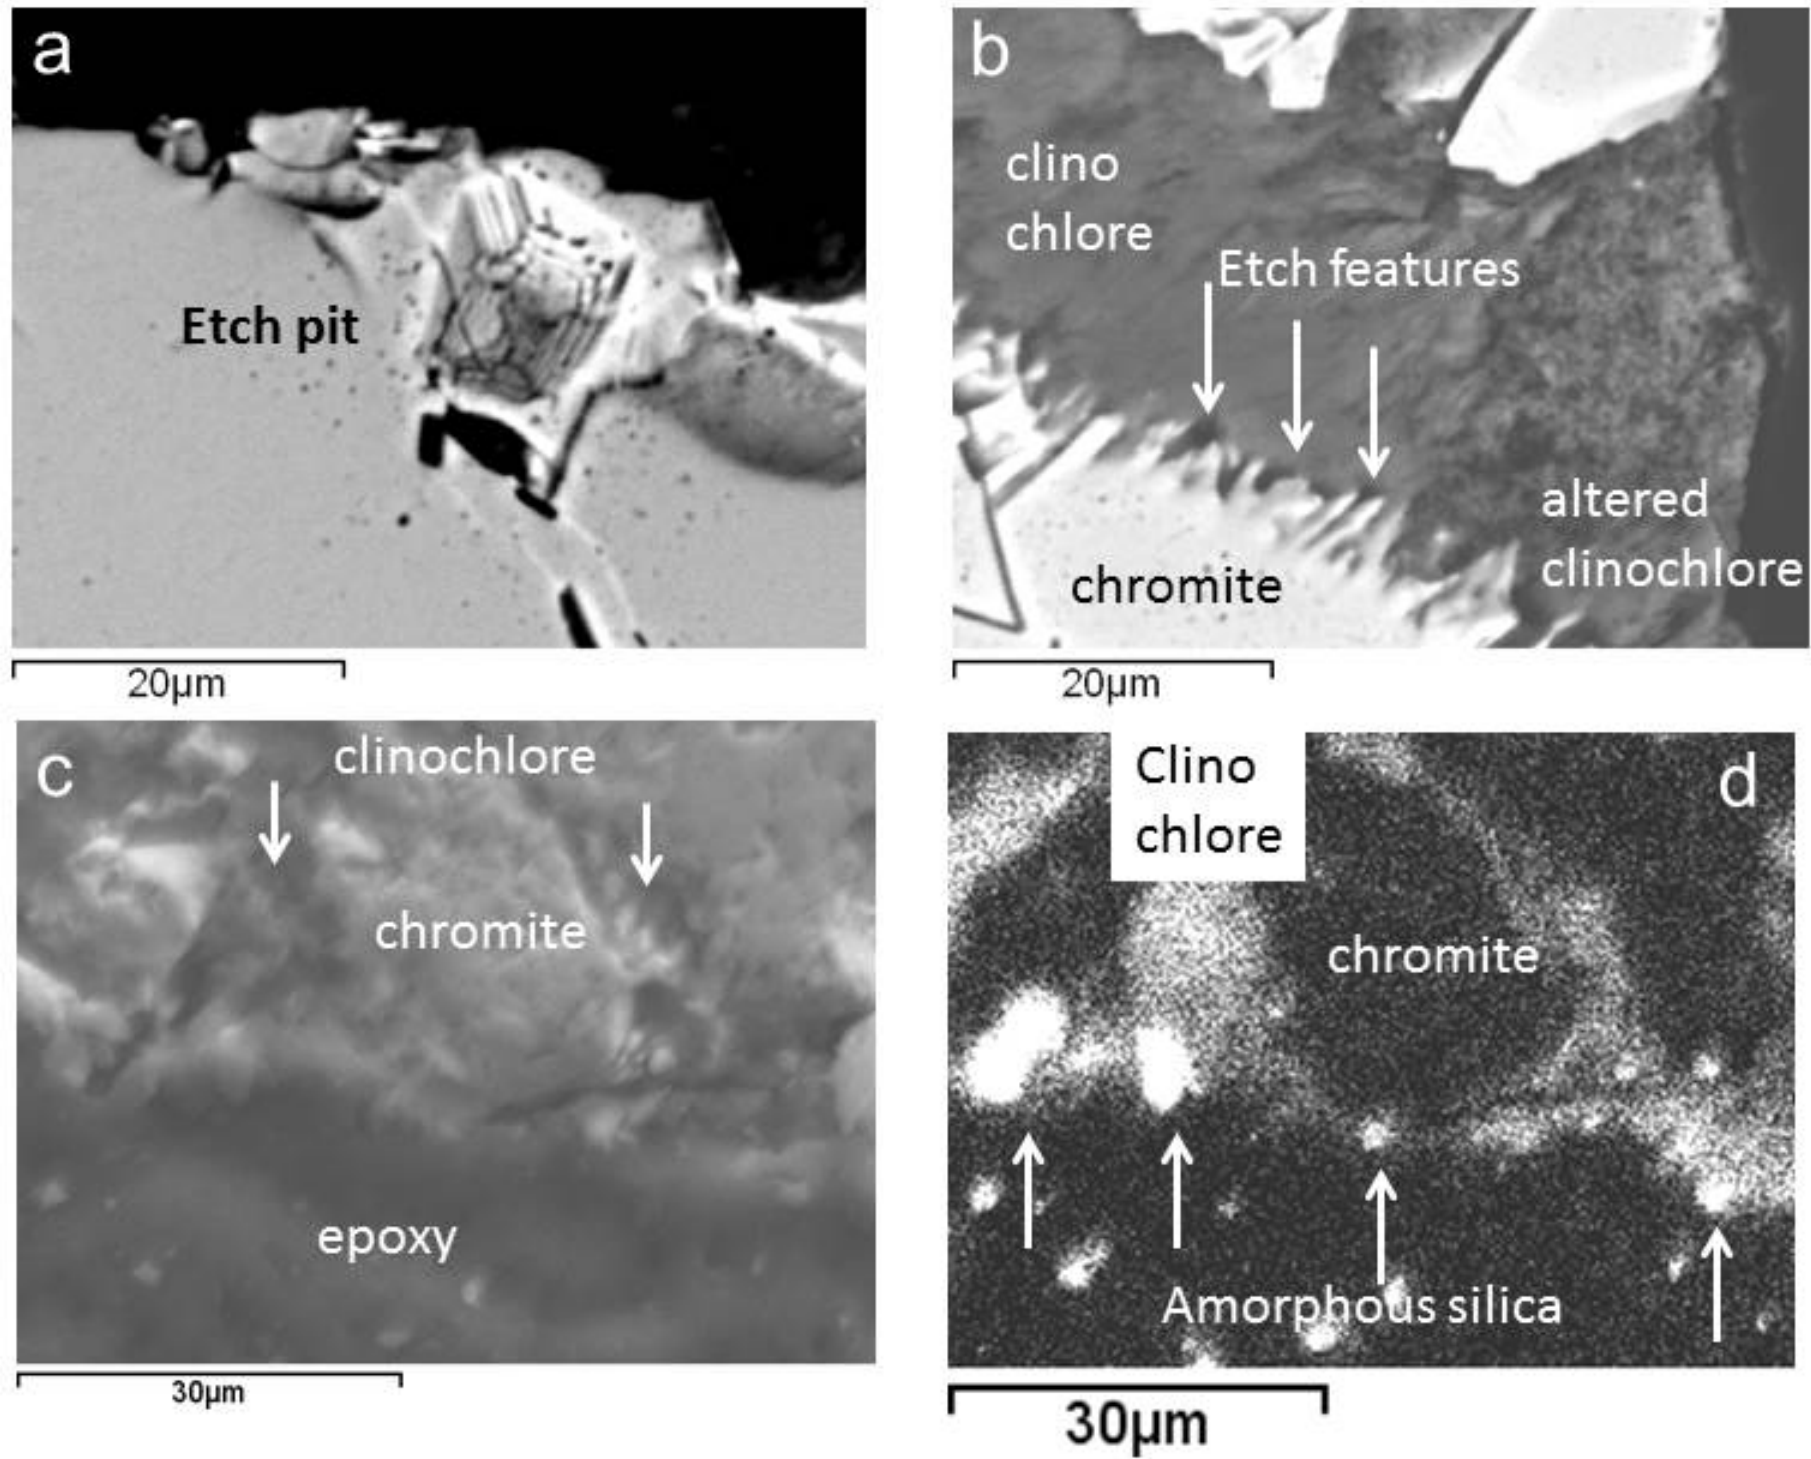 a
Etch pit
20µm
b
clino
chlore
Etch features
altered
clinochlore
chromite
20µm
c
clinochlore
chromite
epoxy
30µm
Clino
chlore
d
chromite
Amorphous silica
30µm